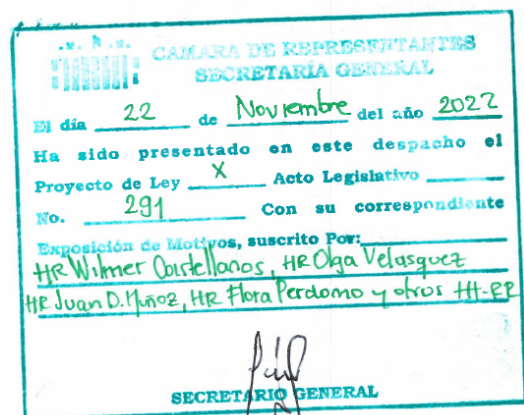 CAMARA DE REPRESENTANTES
SECRETARÍA GENERAL
El día 22 de Noviembre del año 2022
Ha sido presentado en este despacho el
Proyecto de Ley X Acto Legislativo
No. 291 Con su correspondiente
Exposición de Motivos, suscrito Por:
HR Wilmer Castellanos, HR Olga Velasquez
HR Juan D. Muñoz, HR Flora Perdomo y otros HH-RR
SECRETARIO GENERAL